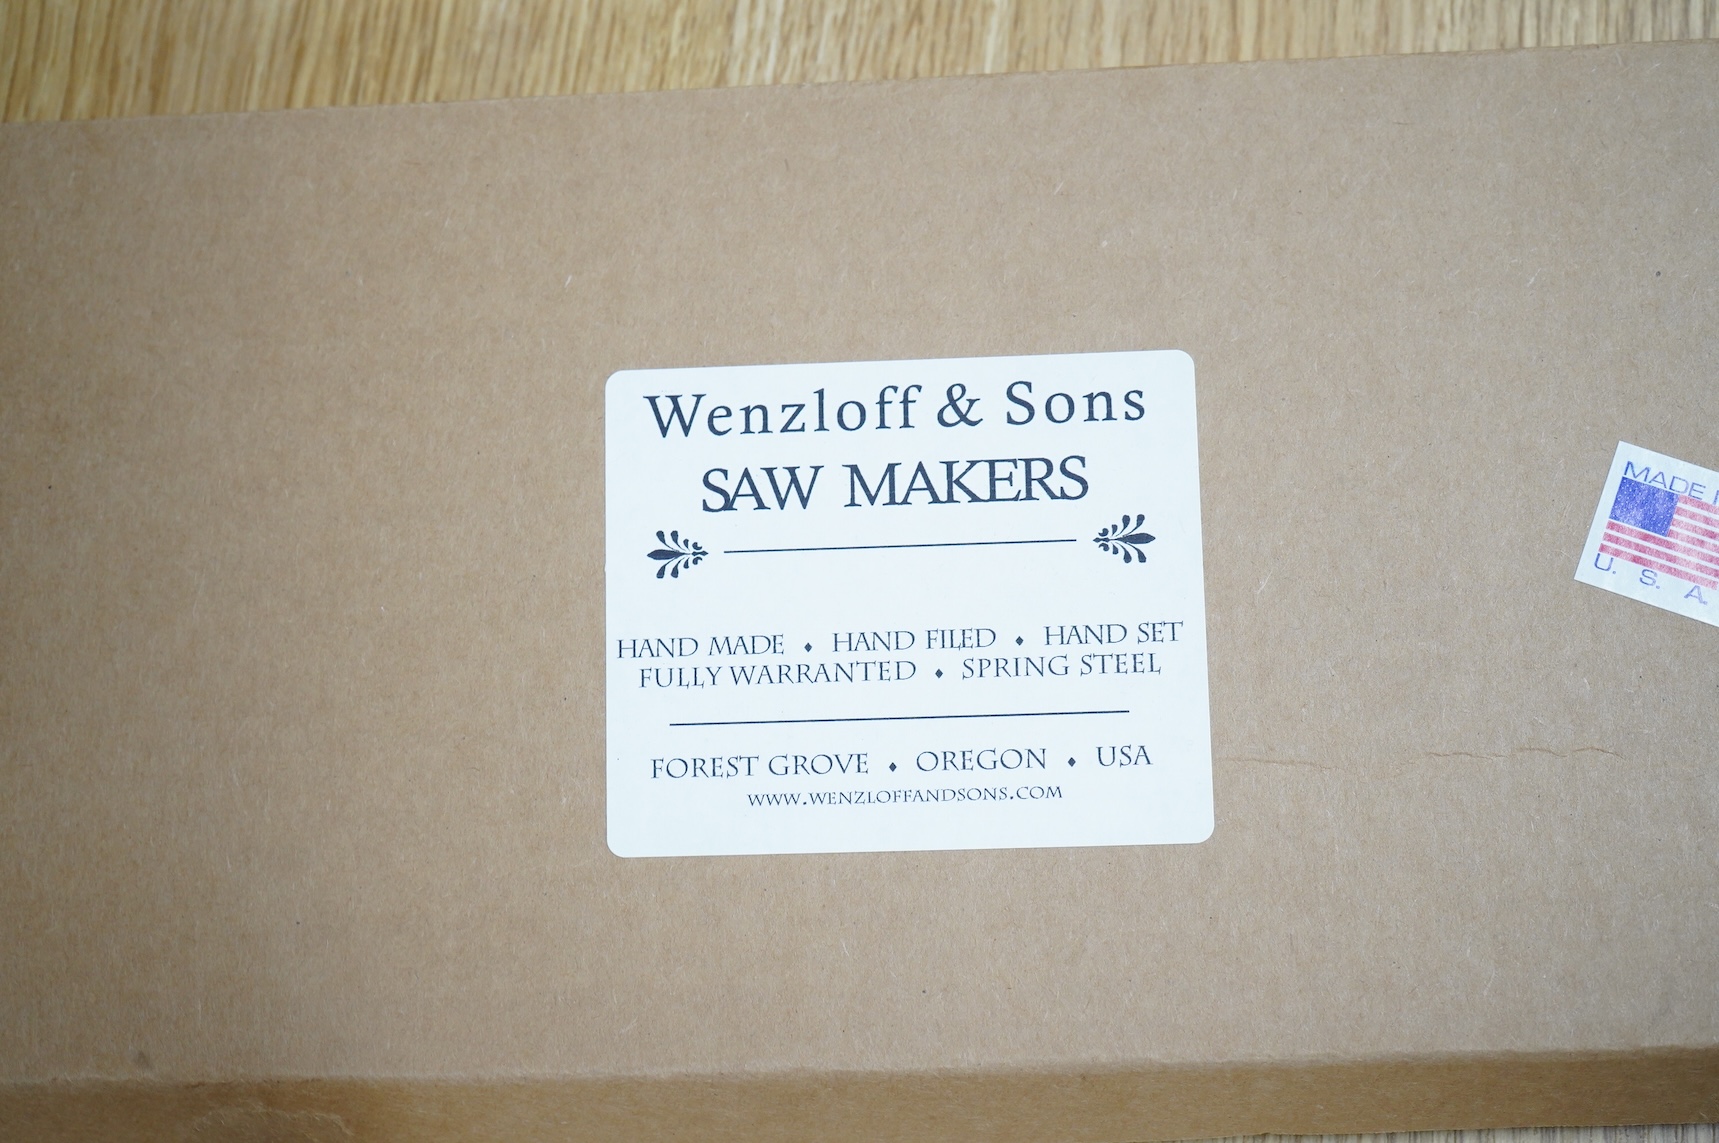 Wenzloff & Sons
SAW MAKERS
HAND MADE ⬩ HAND FILED ⬩ HAND SET
FULLY WARRANTED ⬩ SPRING STEEL
FOREST GROVE ⬩ OREGON ⬩ USA
WWW.WENZLOFFANDSONS.COM
MADE
U. S. A.